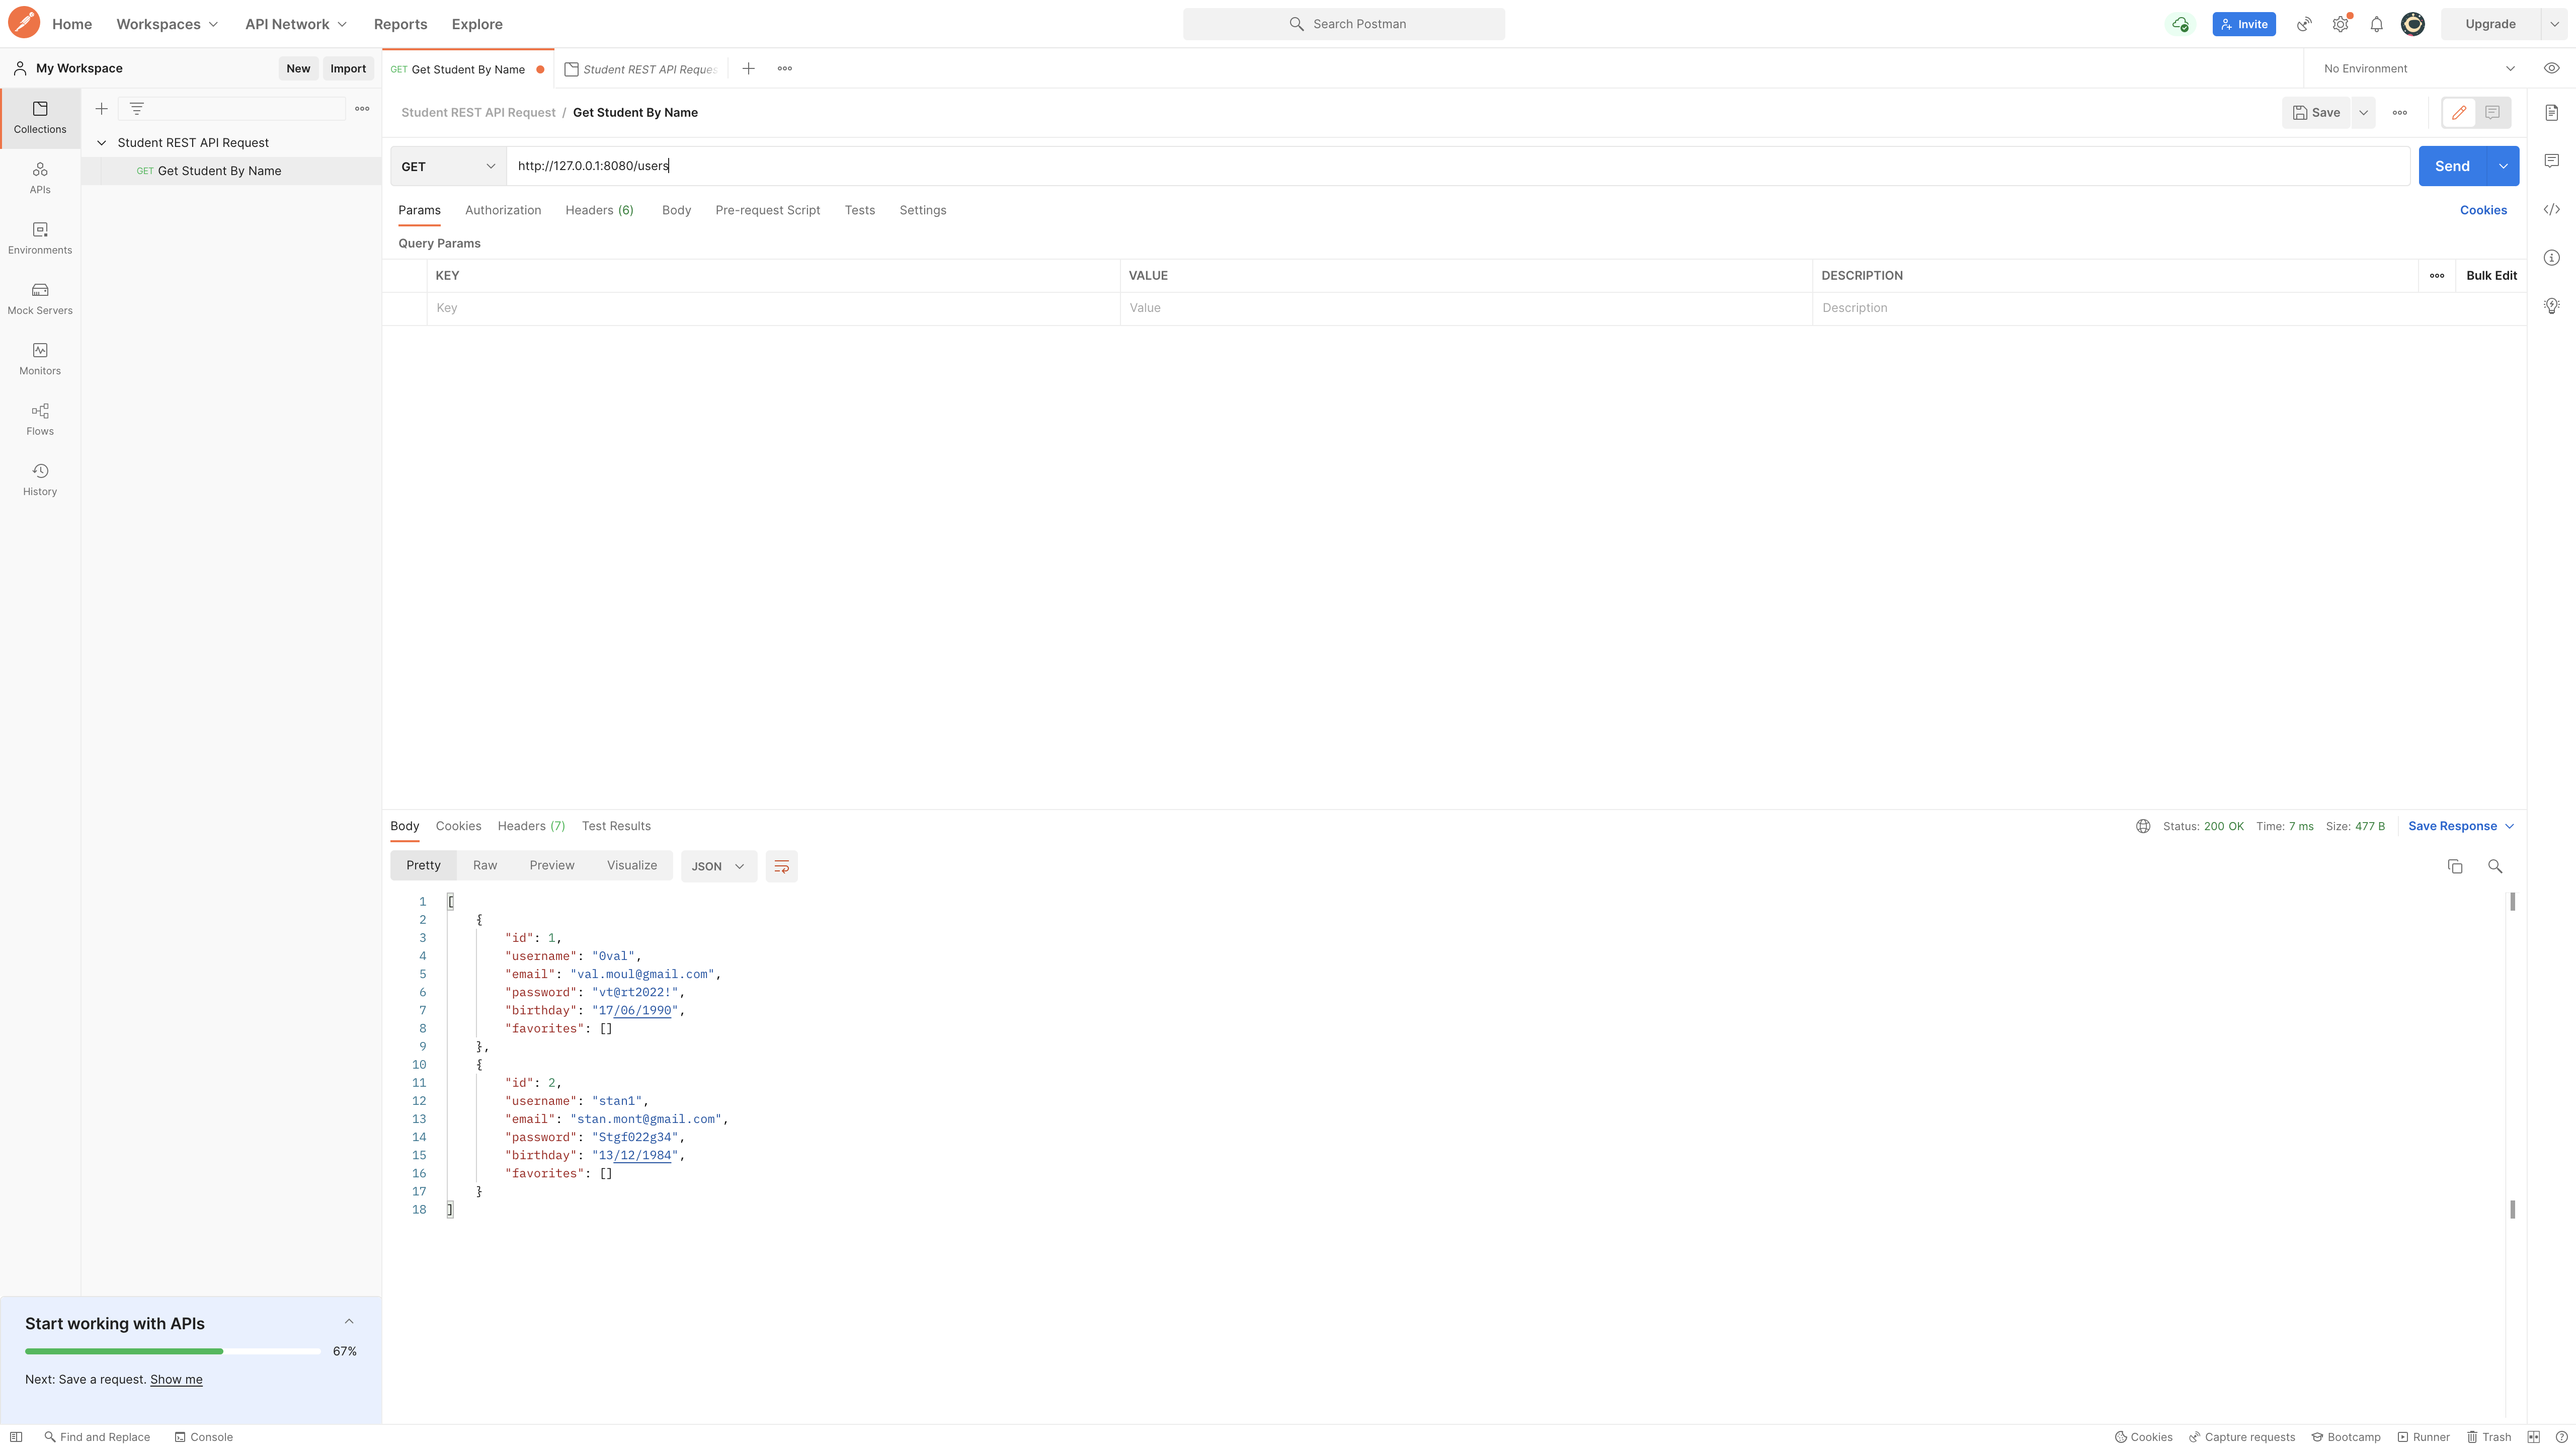 Home Workspaces API Network Reports Explore Search Postman Invite Upgrade
My Workspace New Import GET Get Student By Name Student REST API Reques No Environment
Collections
Student REST API Request / Get Student By Name Save
Student REST API Request
GET Get Student By Name
GET http://127.0.0.1:8080/users Send
APIs
Params Authorization Headers (6) Body Pre-request Script Tests Settings Cookies
Environments
Query Params
KEY VALUE DESCRIPTION Bulk Edit
Key Value Description
Mock Servers
Monitors
Flows
History
Body Cookies Headers (7) Test Results Status: 200 OK Time: 7 ms Size: 477 B Save Response
Pretty Raw Preview Visualize JSON
1 [
2 {
3 "id": 1,
4 "username": "0val",
5 "email": "val.moul@gmail.com",
6 "password": "vt@rt2022!",
7 "birthday": "17/06/1990",
8 "favorites": []
9 },
10 {
11 "id": 2,
12 "username": "stan1",
13 "email": "stan.mont@gmail.com",
14 "password": "Stgf022g34",
15 "birthday": "13/12/1984",
16 "favorites": []
17 }
18 ]
Start working with APIs
67%
Next: Save a request. Show me
Find and Replace Console Cookies Capture requests Bootcamp Runner Trash